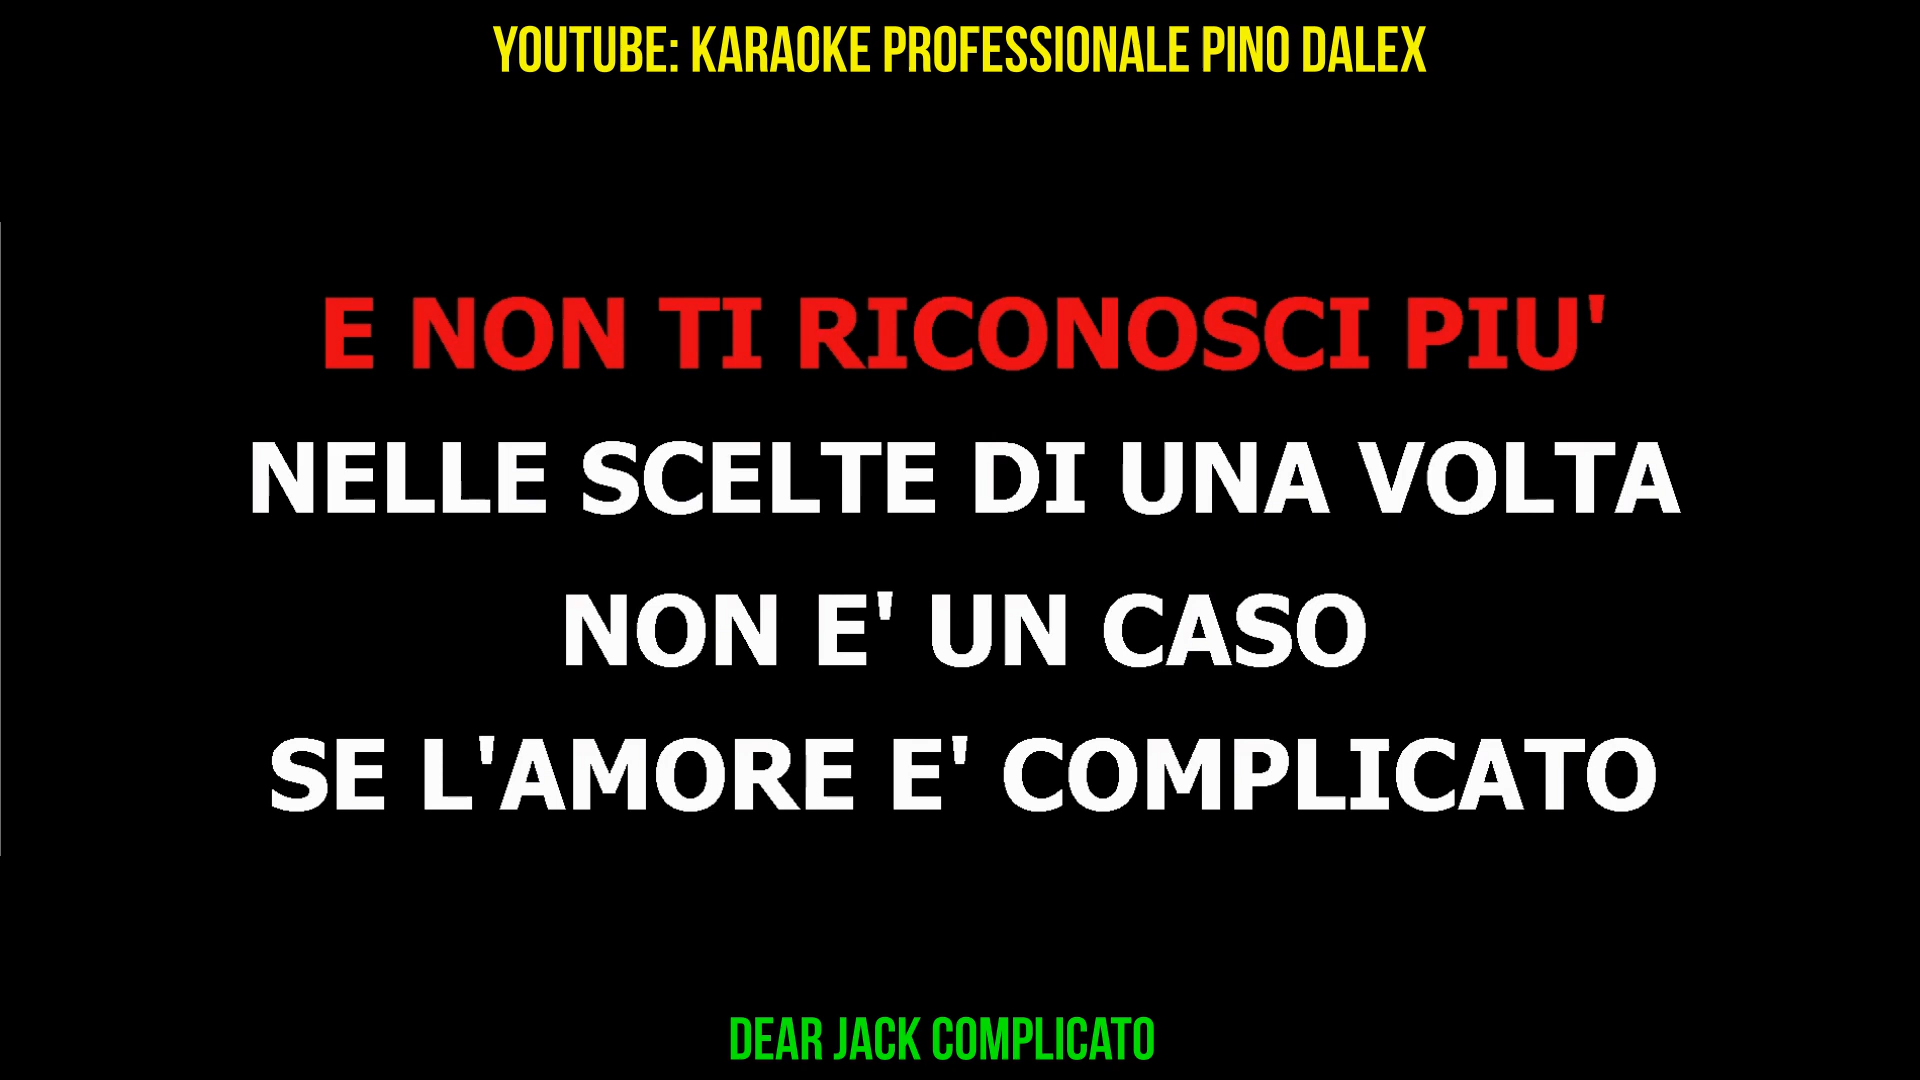 YOUTUBE: KARAOKE PROFESSIONALE PINO DALEX
E NON TI RICONOSCI PIU'
NELLE SCELTE DI UNA VOLTA
NON E' UN CASO
SE L'AMORE E' COMPLICATO
DEAR JACK COMPLICATO